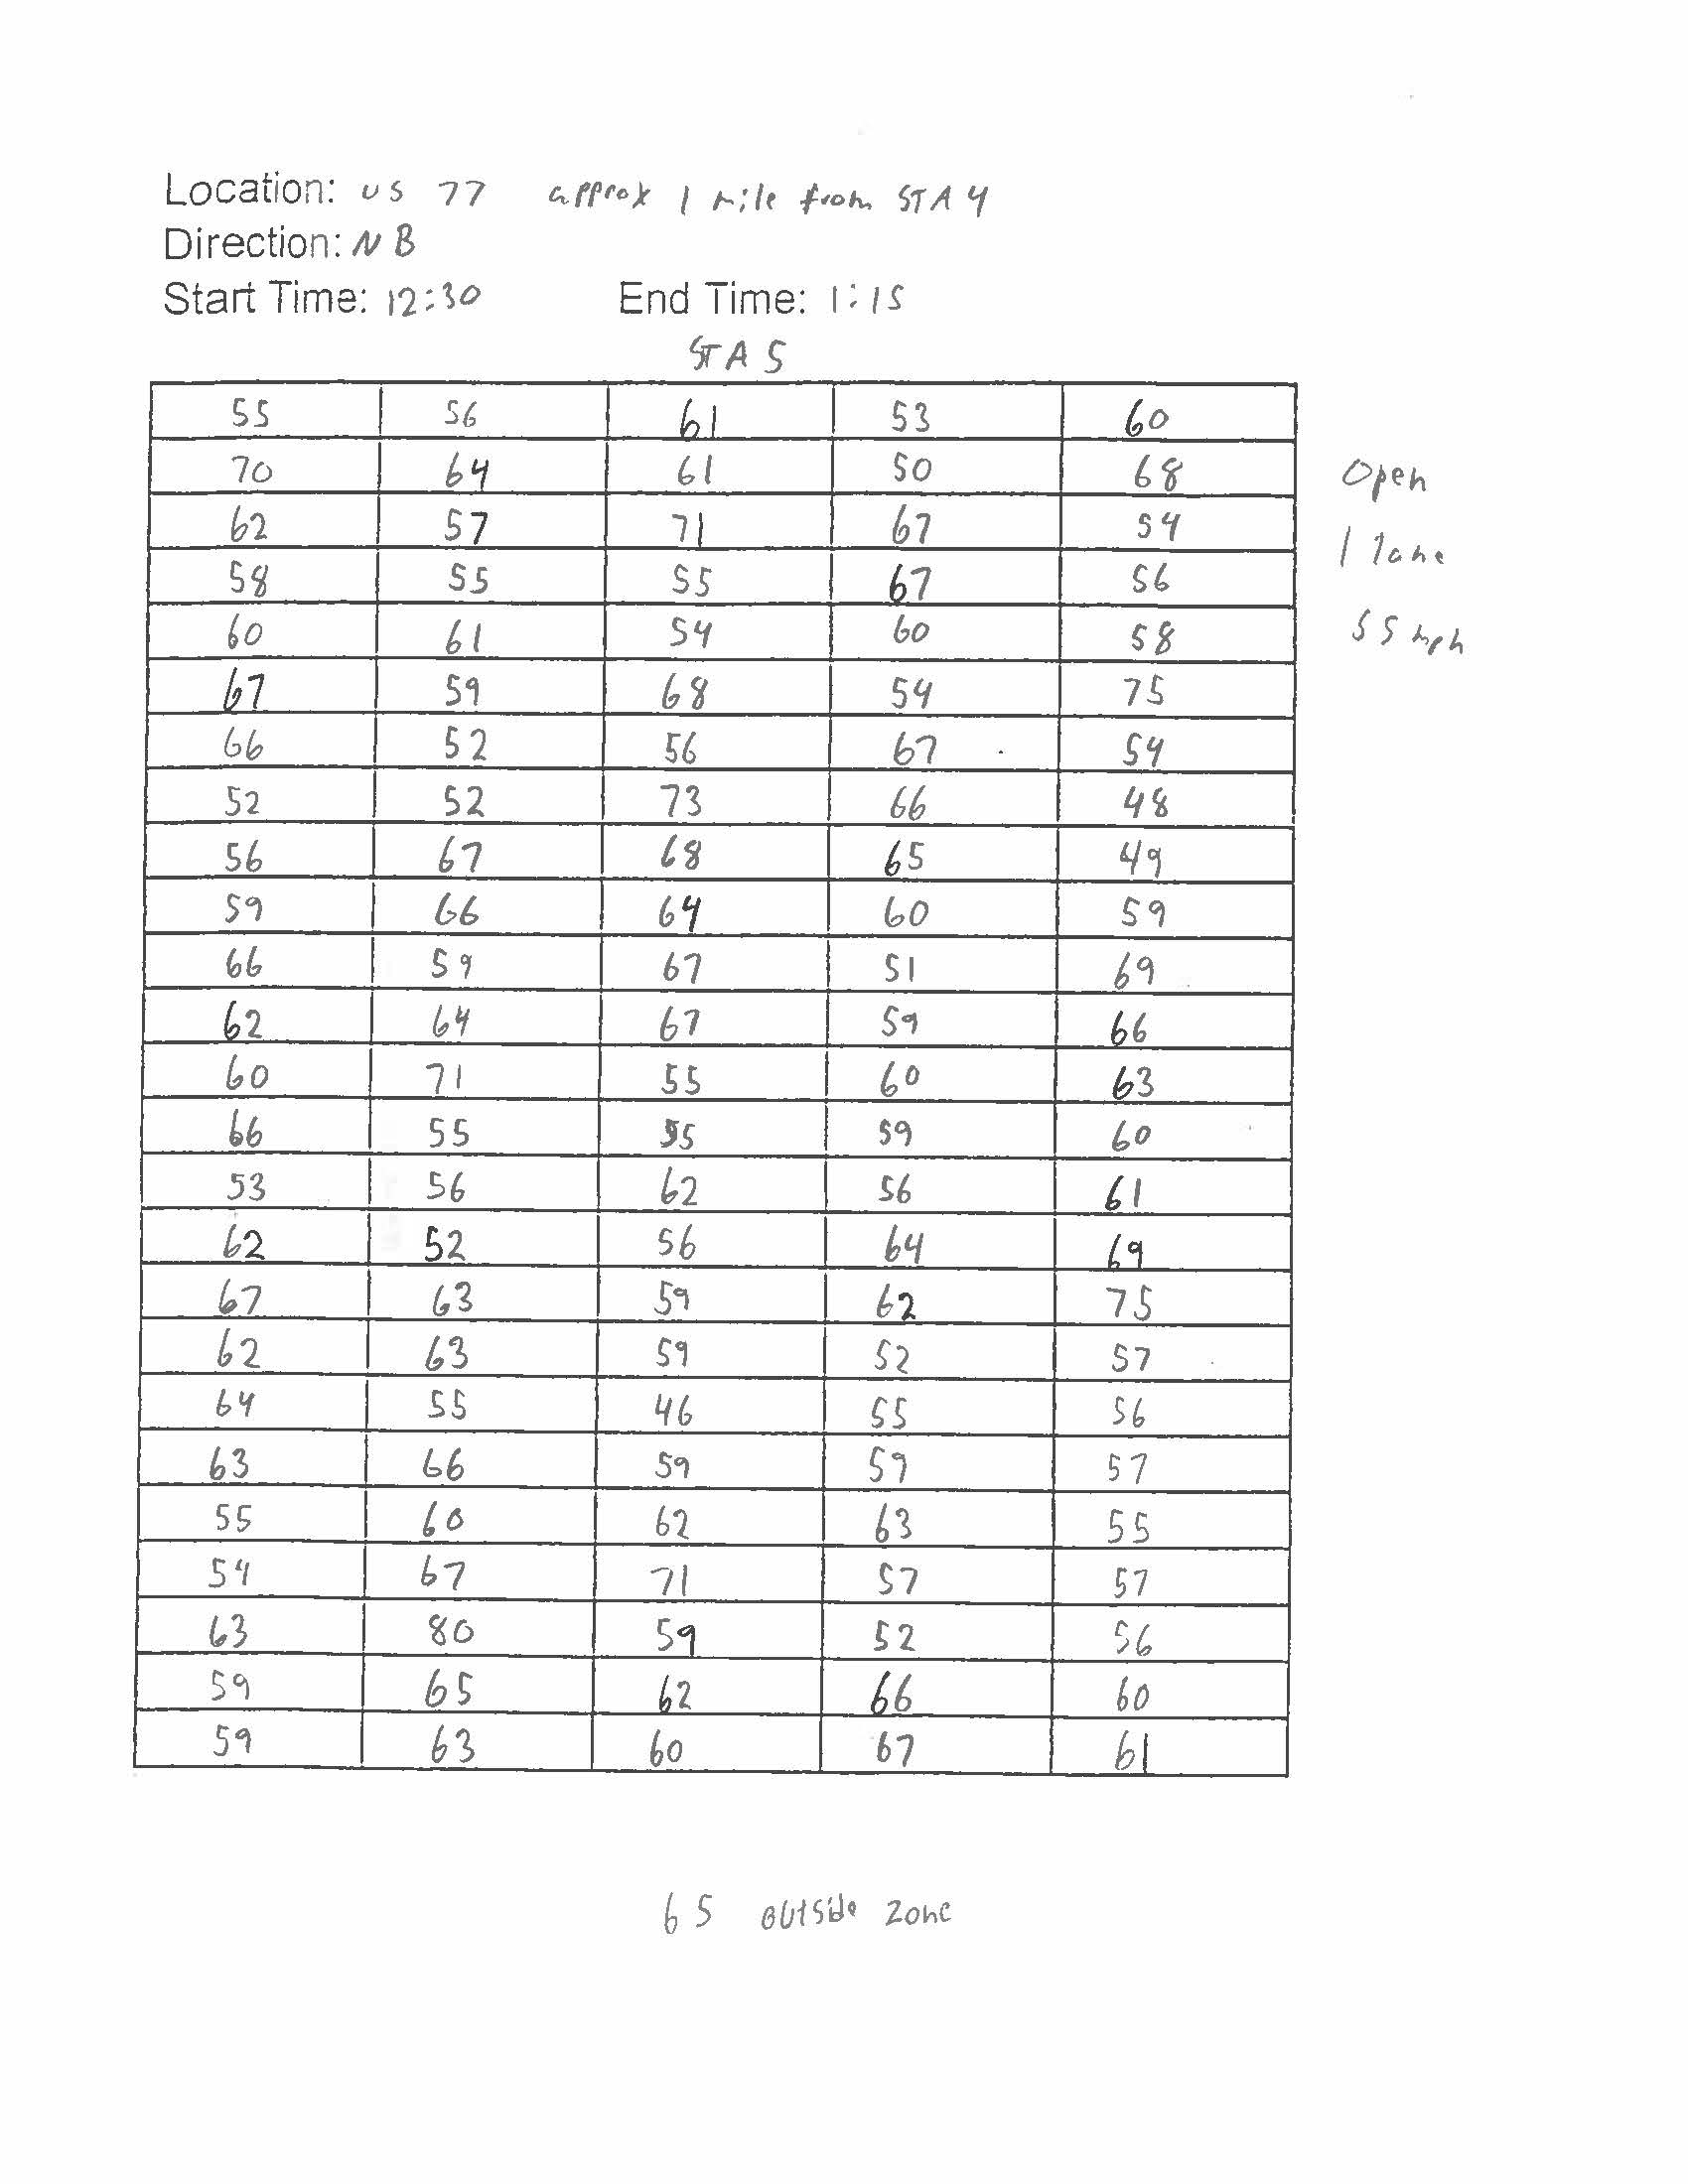 Location: US 77 approx 1 mile from STA 4
Direction: NB
Start Time: 12:30 End Time: 1:15
STA 5
55 56 61 53 60
70 64 61 50 68
62 57 71 67 54
58 55 55 67 56
60 61 54 60 58
67 59 68 54 75
66 52 56 67 54
52 52 73 66 48
56 67 68 65 49
59 66 64 60 59
66 59 67 51 69
62 64 67 59 66
60 71 55 60 63
66 55 55 59 60
53 56 62 56 61
62 52 56 64 69
67 63 59 62 75
62 63 59 52 57
64 55 46 55 56
63 66 59 59 57
55 60 62 63 55
54 67 71 57 57
63 80 59 52 56
59 65 62 66 60
59 63 60 67 61
Open
1 lane
55 mph
65 outside zone